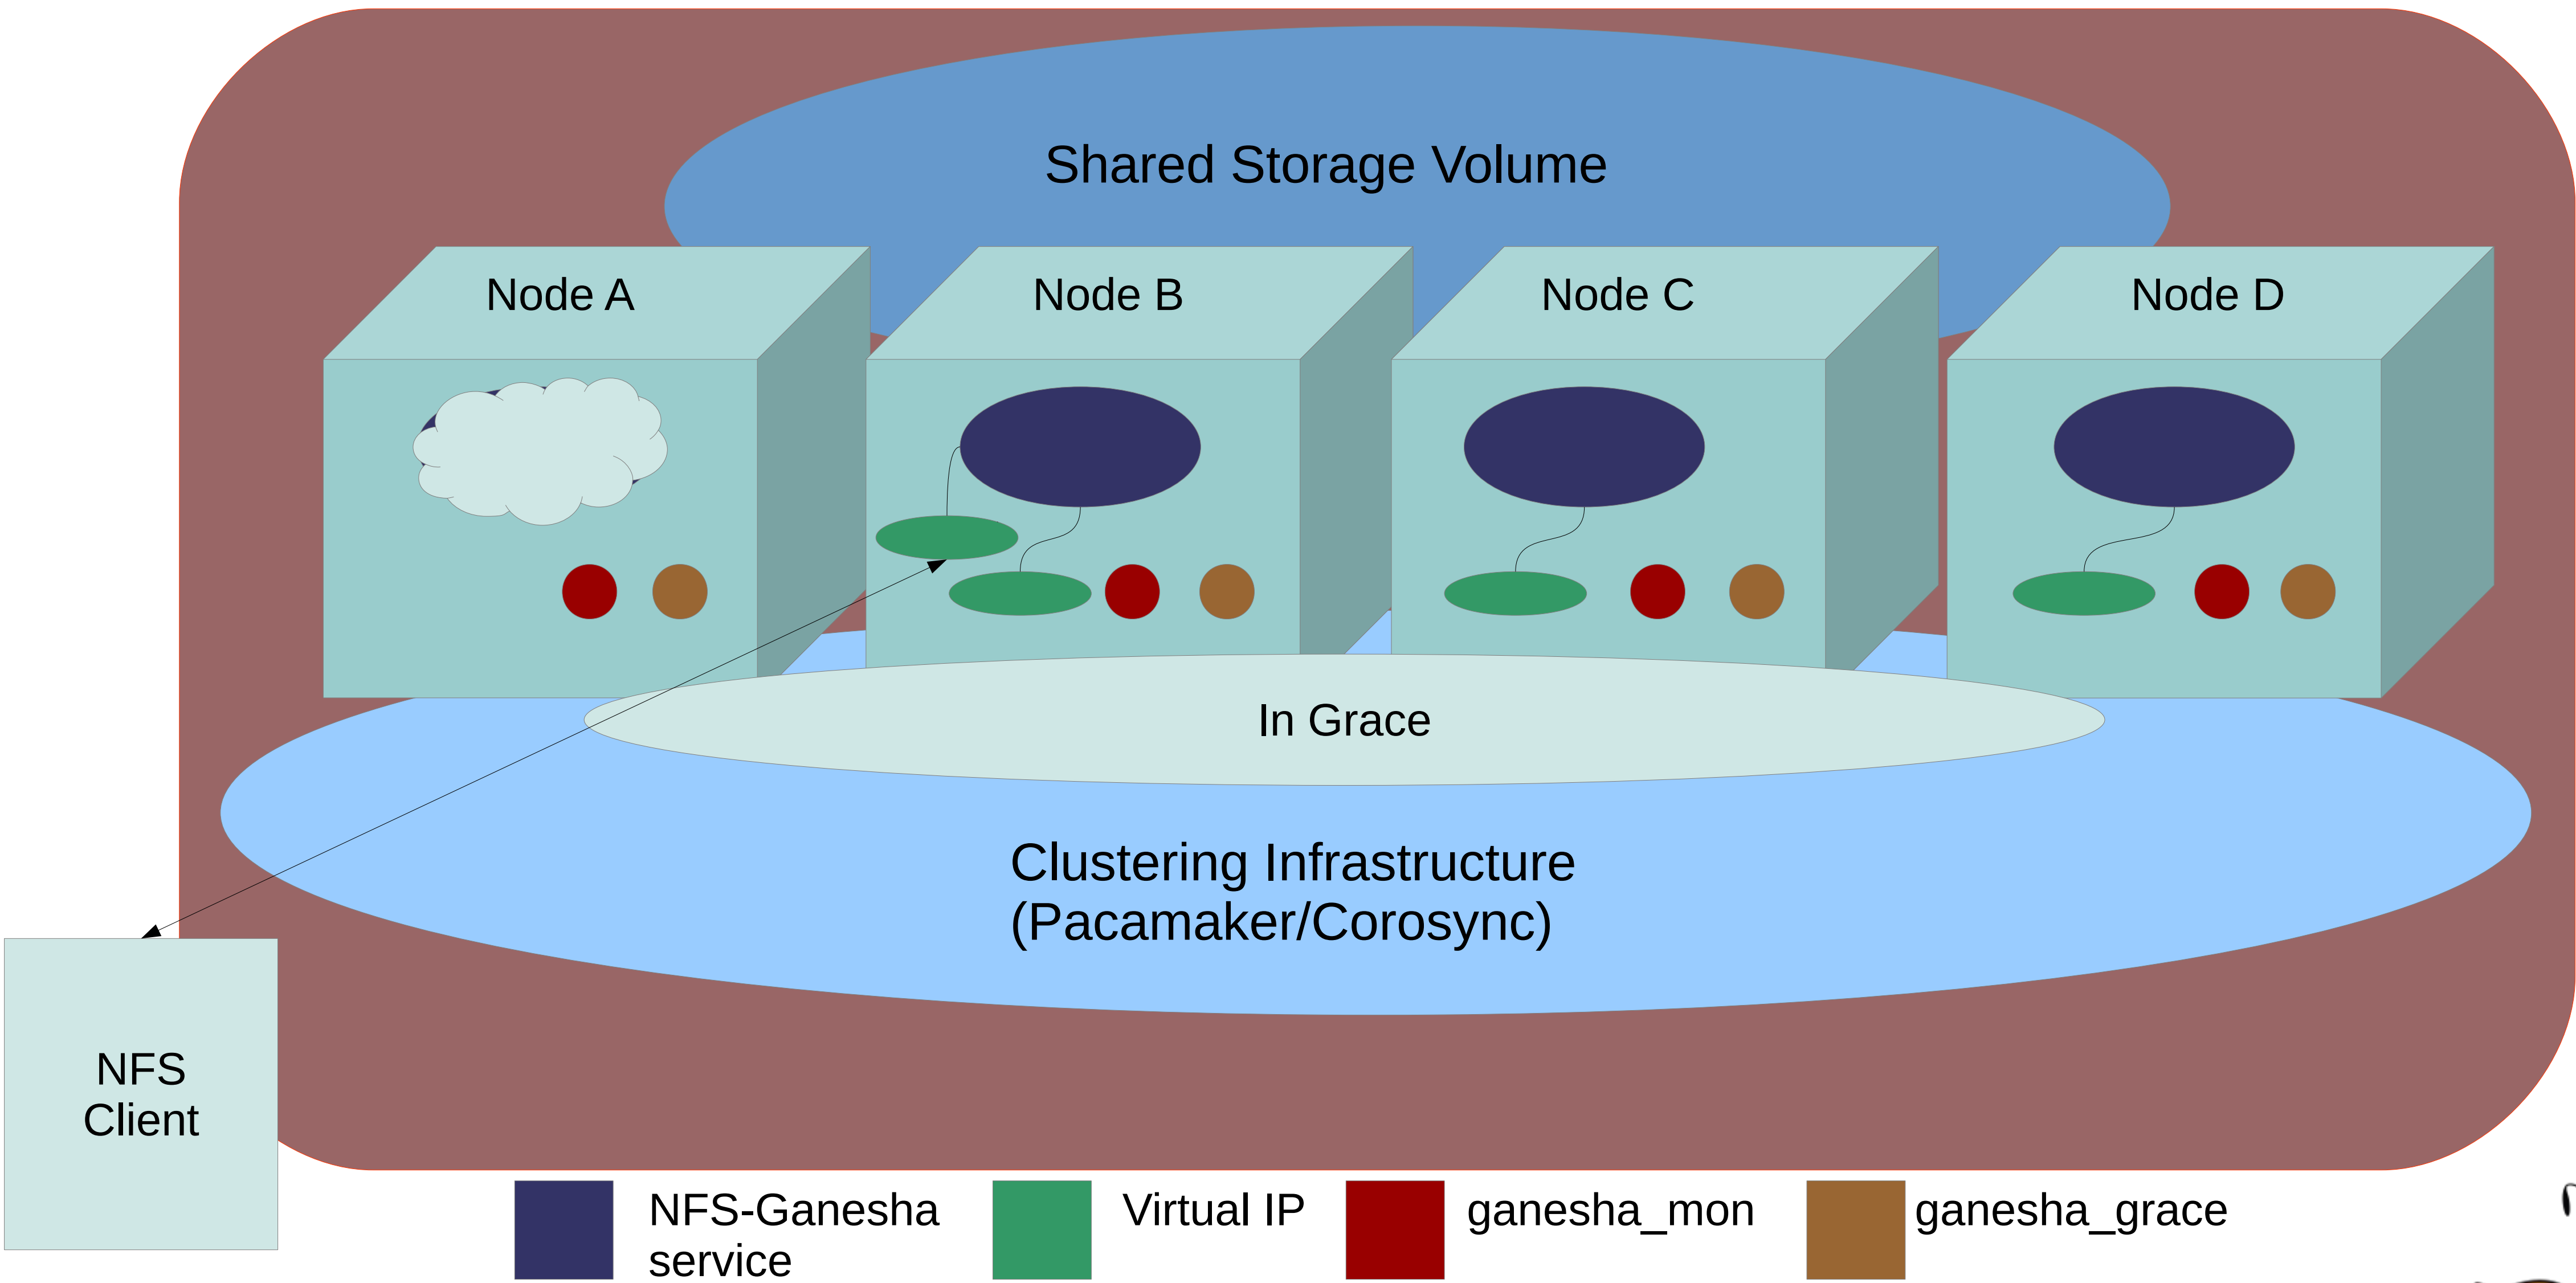 Shared Storage Volume
Node A
Node B
Node C
Node D
In Grace
Clustering Infrastructure
(Pacamaker/Corosync)
NFS
Client
NFS-Ganesha
service
Virtual IP
ganesha_mon
ganesha_grace